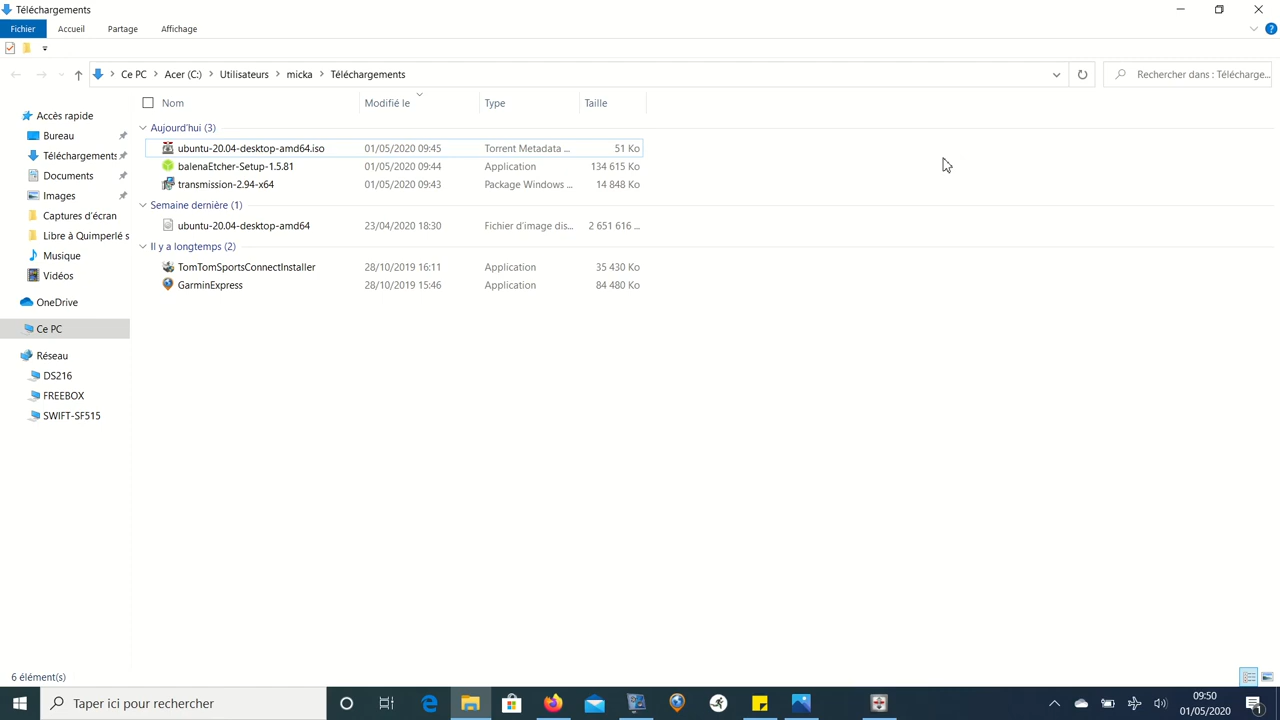 Téléchargements
Fichier Accueil Partage Affichage
Ce PC Acer (C:) Utilisateurs micka Téléchargements
Rechercher dans : Télécharge...
Nom Modifié le Type Taille
Accès rapide
Bureau
Téléchargements
Documents
Images
Captures d'écran
Libre à Quimperlé s
Musique
Vidéos
OneDrive
Ce PC
Réseau
DS216
FREEBOX
SWIFT-SF515
Aujourd'hui (3)
ubuntu-20.04-desktop-amd64.iso 01/05/2020 09:45 Torrent Metadata ... 51 Ko
balenaEtcher-Setup-1.5.81 01/05/2020 09:44 Application 134 615 Ko
transmission-2.94-x64 01/05/2020 09:43 Package Windows ... 14 848 Ko
Semaine dernière (1)
ubuntu-20.04-desktop-amd64 23/04/2020 18:30 Fichier d'image dis... 2 651 616 ...
Il y a longtemps (2)
TomTomSportsConnectInstaller 28/10/2019 16:11 Application 35 430 Ko
GarminExpress 28/10/2019 15:46 Application 84 480 Ko
6 élément(s)
Taper ici pour rechercher
09:50
01/05/2020
1